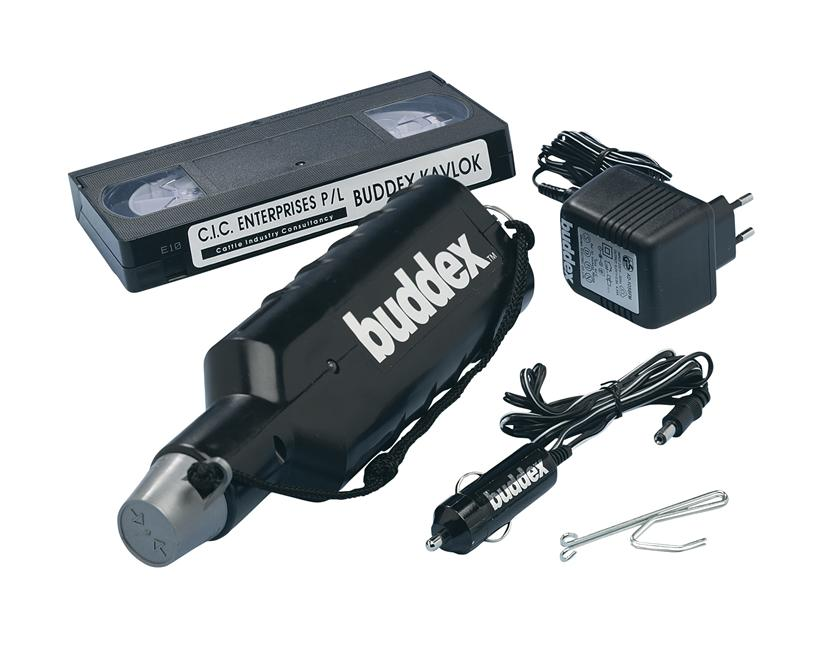 C.I.C. ENTERPRISES P/L
Cattle Industry Consultancy
BUDDEX KAVLOK
E10
buddex™
buddex
buddex